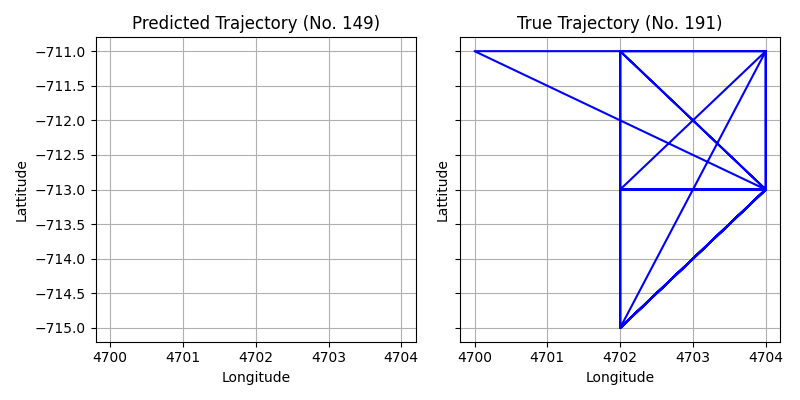 Predicted Trajectory (No. 149)
True Trajectory (No. 191)
Lattitude
−711.0
−711.5
−712.0
−712.5
−713.0
−713.5
−714.0
−714.5
−715.0
4700 4701 4702 4703 4704
Longitude
Lattitude
4700 4701 4702 4703 4704
Longitude